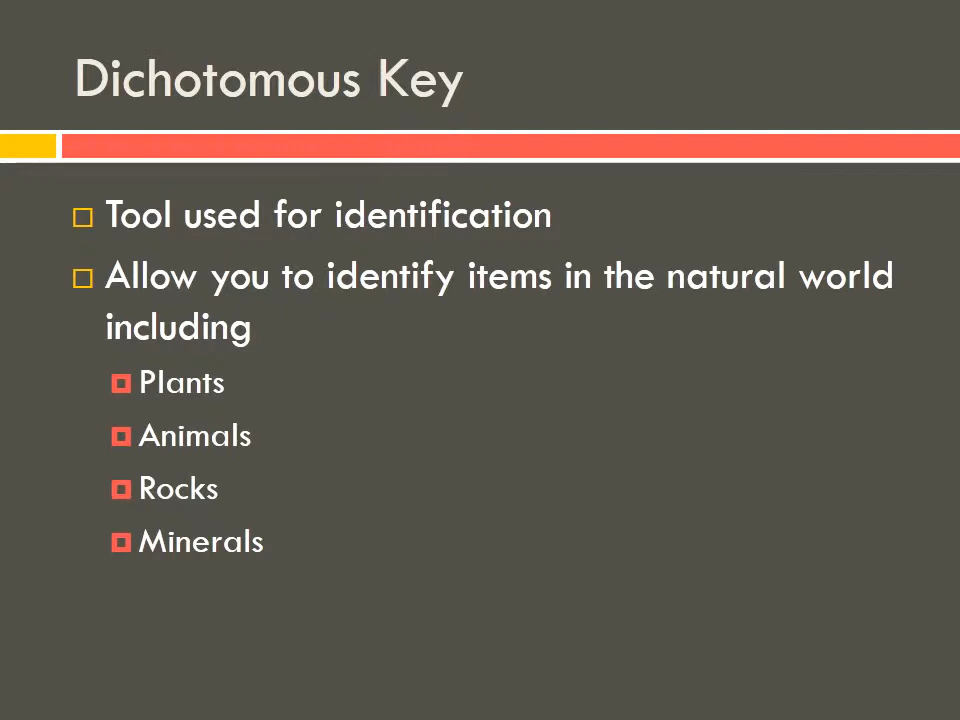 Dichotomous Key
Tool used for identification
Allow you to identify items in the natural world
including
Plants
Animals
Rocks
Minerals